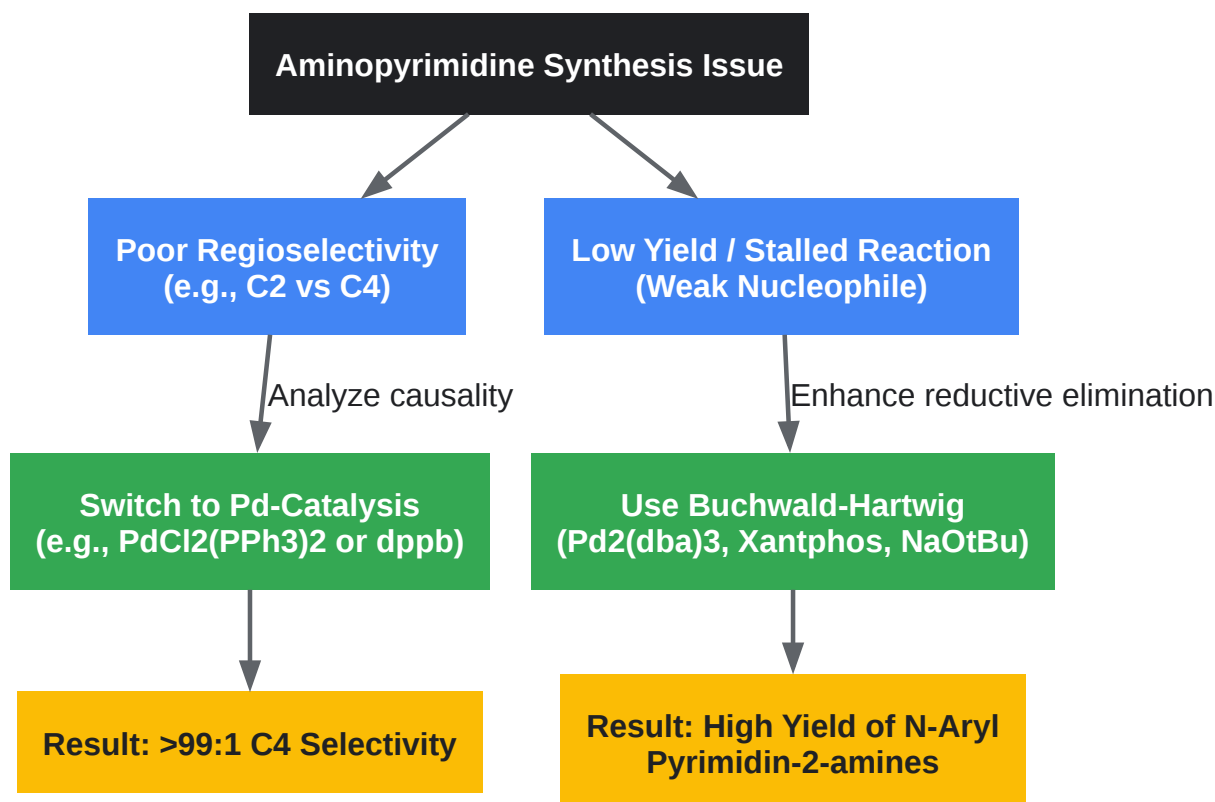 Aminopyrimidine Synthesis Issue
Poor Regioselectivity
(e.g., C2 vs C4)
Low Yield / Stalled Reaction
(Weak Nucleophile)
Analyze causality
Enhance reductive elimination
Switch to Pd-Catalysis
(e.g., PdCl2(PPh3)2 or dppb)
Use Buchwald-Hartwig
(Pd2(dba)3, Xantphos, NaOtBu)
Result: >99:1 C4 Selectivity
Result: High Yield of N-Aryl
Pyrimidin-2-amines